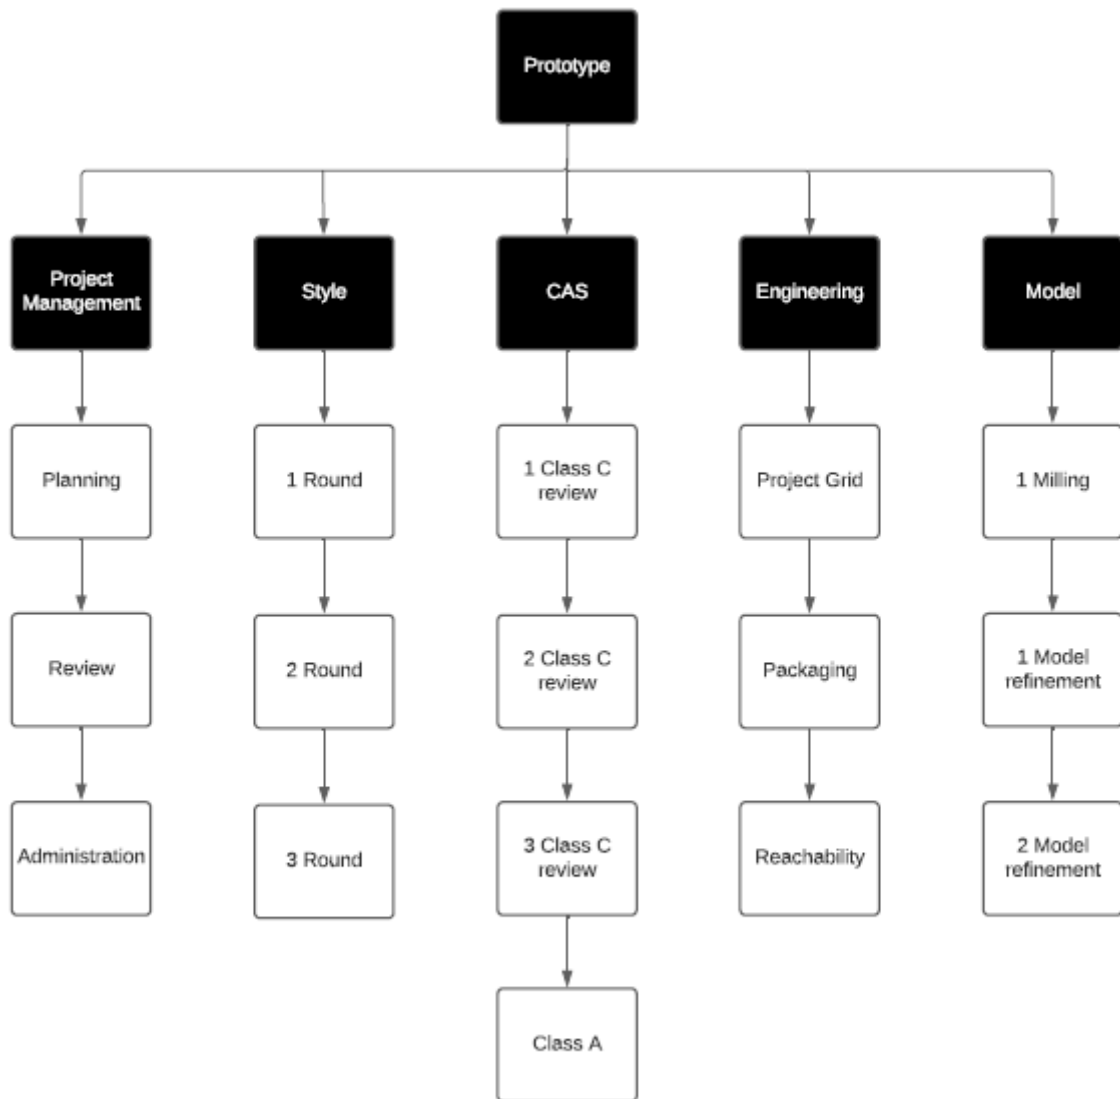 Prototype
Project
Management
Style
CAS
Engineering
Model
Planning
1 Round
1 Class C
review
Project Grid
1 Milling
Review
2 Round
2 Class C
review
Packaging
1 Model
refinement
Administration
3 Round
3 Class C
review
Reachability
2 Model
refinement
Class A